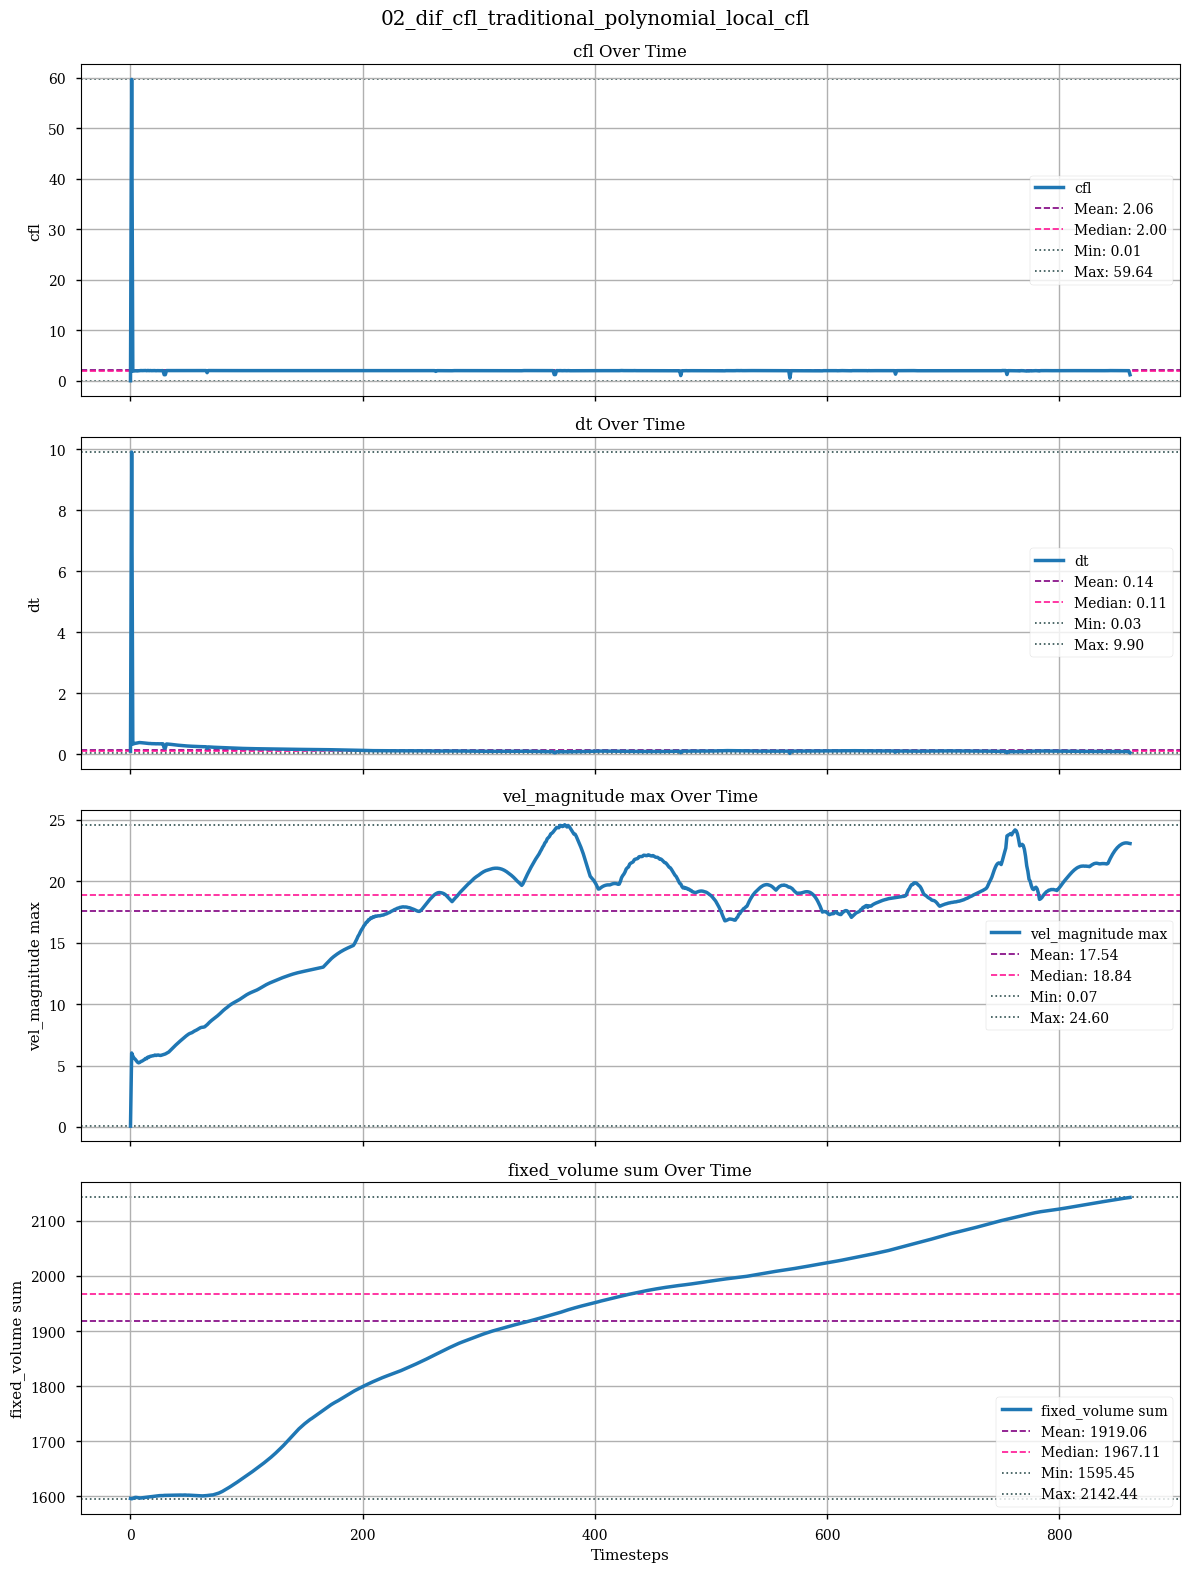 02_dif_cfl_traditional_polynomial_local_cfl
cfl Over Time
60
50
40
30
20
10
0
cfl
cfl
Mean: 2.06
Median: 2.00
Min: 0.01
Max: 59.64
dt Over Time
10
8
6
4
2
0
dt
dt
Mean: 0.14
Median: 0.11
Min: 0.03
Max: 9.90
vel_magnitude max Over Time
25
20
15
10
5
0
vel_magnitude max
vel_magnitude max
Mean: 17.54
Median: 18.84
Min: 0.07
Max: 24.60
fixed_volume sum Over Time
2100
2000
1900
1800
1700
1600
fixed_volume sum
fixed_volume sum
Mean: 1919.06
Median: 1967.11
Min: 1595.45
Max: 2142.44
0 200 400 600 800
Timesteps